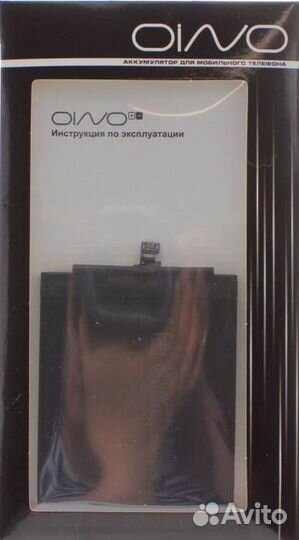 OINO
АККУМУЛЯТОР ДЛЯ МОБИЛЬНОГО ТЕЛЕФОНА
OINO
Инструкция по эксплуатации
Avito